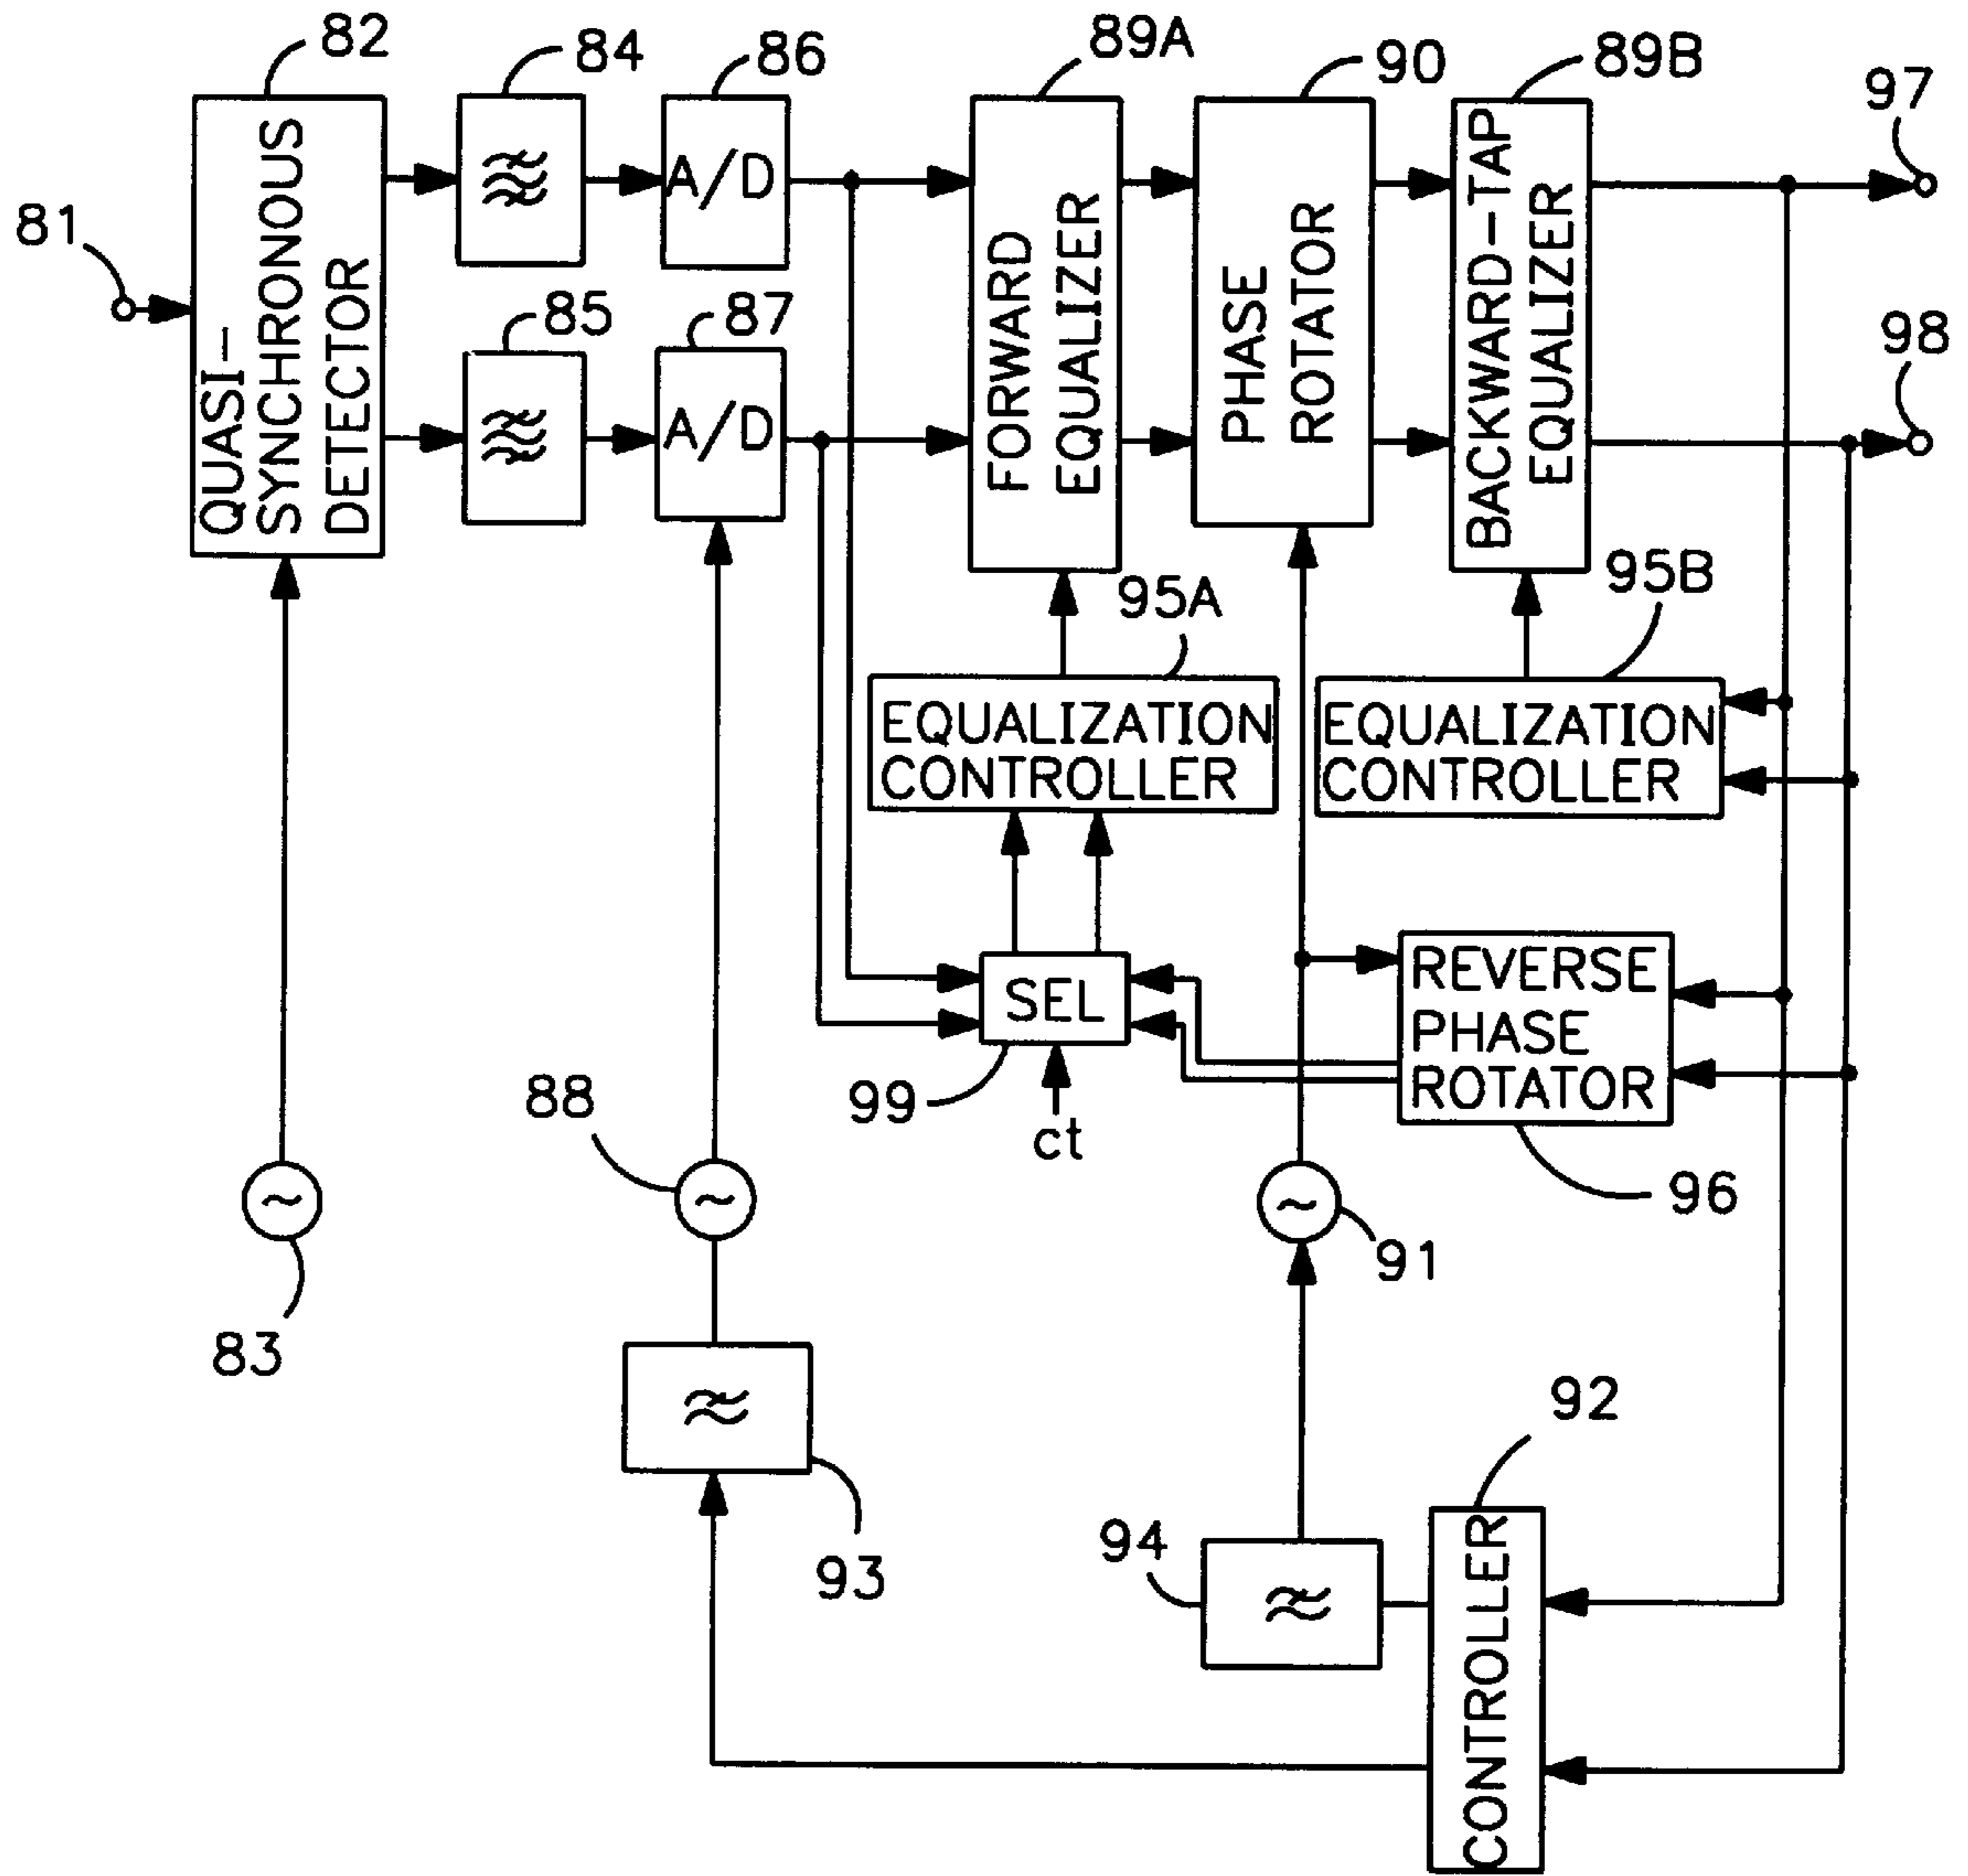 82
84
86
89A
90
89B
97
81
QUASI-
SYNCHRONOUS
DETECTOR
A/D
FORWARD
EQUALIZER
PHASE
ROTATOR
BACKWARD-TAP
EQUALIZER
85
87
A/D
98
95A
95B
EQUALIZATION
CONTROLLER
EQUALIZATION
CONTROLLER
SEL
REVERSE
PHASE
ROTATOR
88
99
ct
96
91
83
92
94
93
CONTROLLER